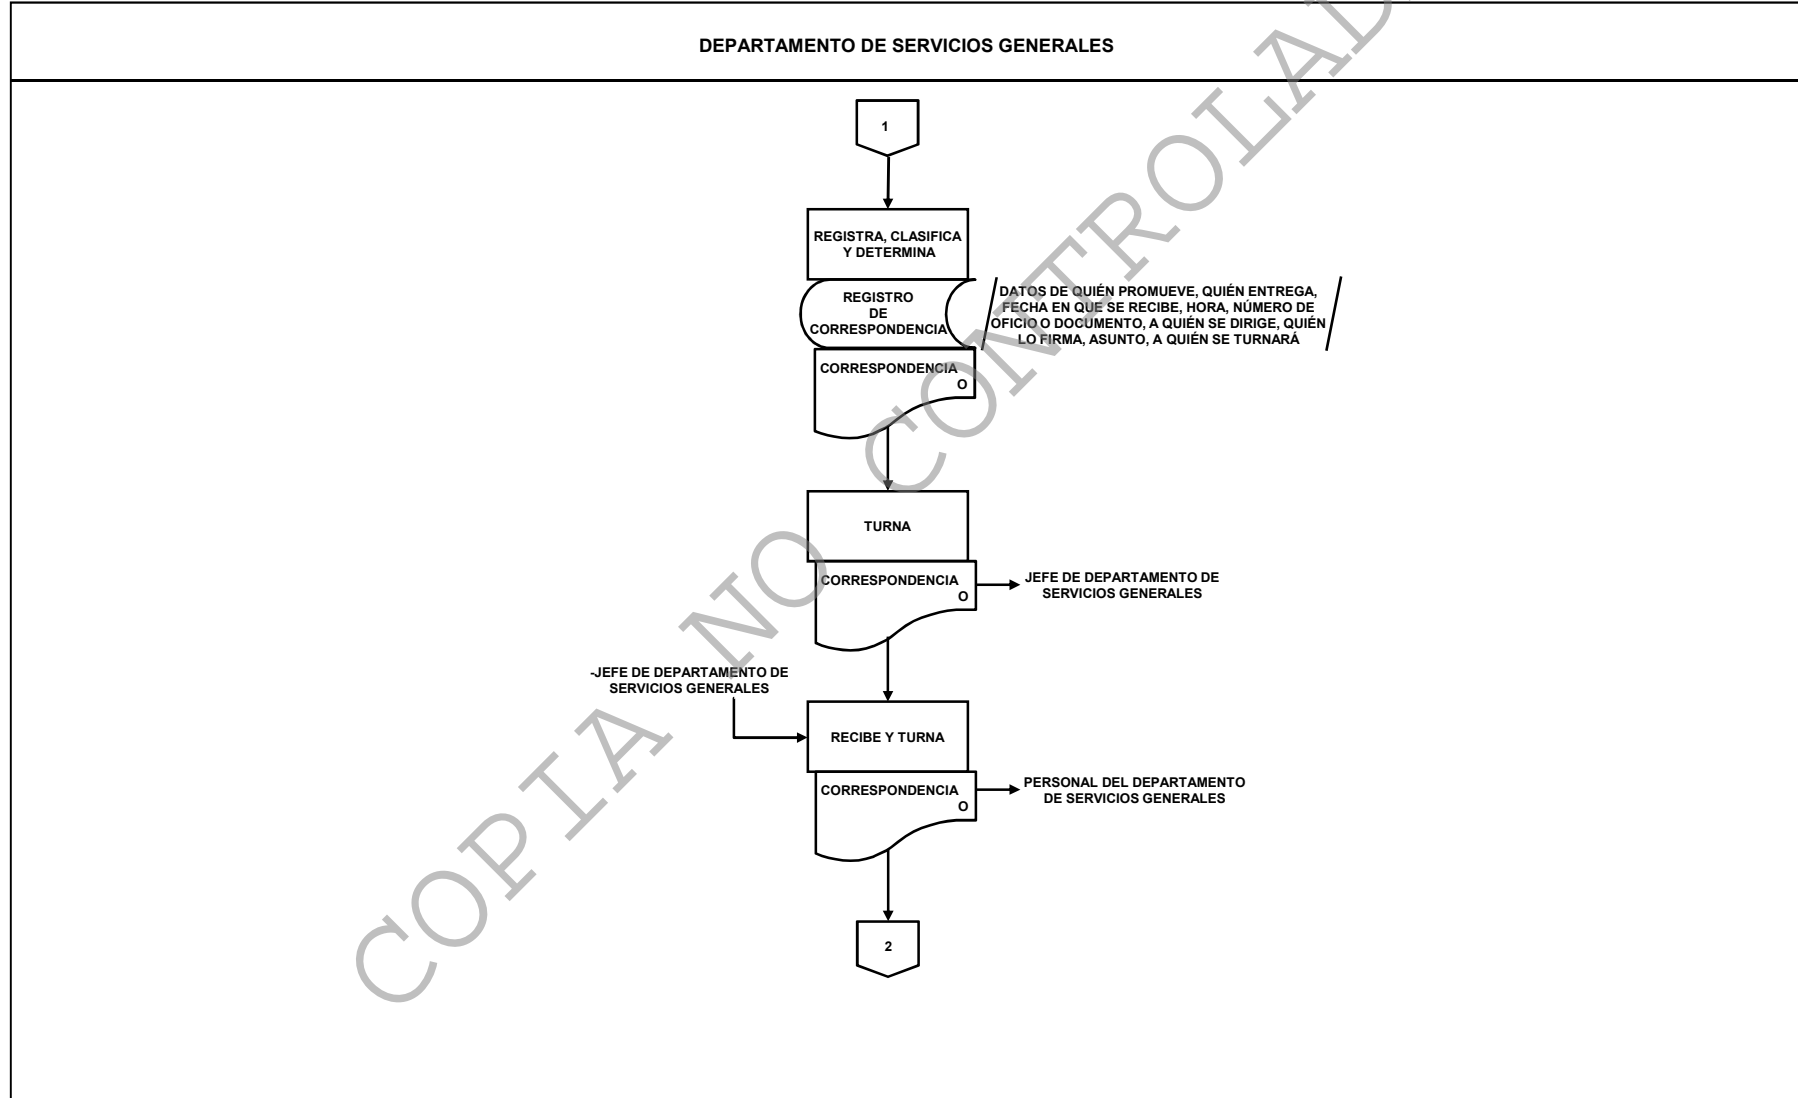 DEPARTAMENTO DE SERVICIOS GENERALES
1
REGISTRA, CLASIFICA
Y DETERMINA
REGISTRO
DE
CORRESPONDENCIA
DATOS DE QUIÉN PROMUEVE, QUIÉN ENTREGA,
FECHA EN QUE SE RECIBE, HORA, NÚMERO DE
OFICIO O DOCUMENTO, A QUIÉN SE DIRIGE, QUIÉN
LO FIRMA, ASUNTO, A QUIÉN SE TURNARÁ
CORRESPONDENCIA
O
TURNA
CORRESPONDENCIA
O
JEFE DE DEPARTAMENTO DE
SERVICIOS GENERALES
-JEFE DE DEPARTAMENTO DE
SERVICIOS GENERALES
RECIBE Y TURNA
CORRESPONDENCIA
O
PERSONAL DEL DEPARTAMENTO
DE SERVICIOS GENERALES
2
COPIA NO CONTROLAD